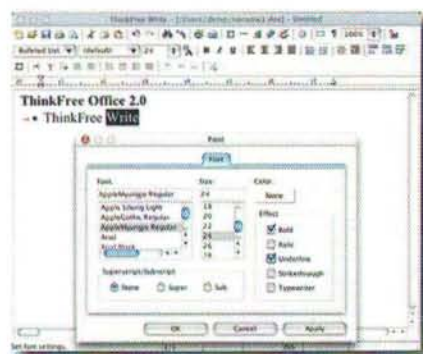 ThinkFree Office 2.0
• ThinkFree Write
Font
Font
Font: Size: Color:
AppleMyungjo Regular 24 None
Apple LiSung Light 18
AppleGothic Regular 20
AppleMyungjo Regular 22
Arial 24
Arial Black 26
28
Effect
Bold
Italic
Underline
Strikethrough
Typewriter
Superscript/Subscript
None Super Sub
OK Cancel Apply
Set font settings.